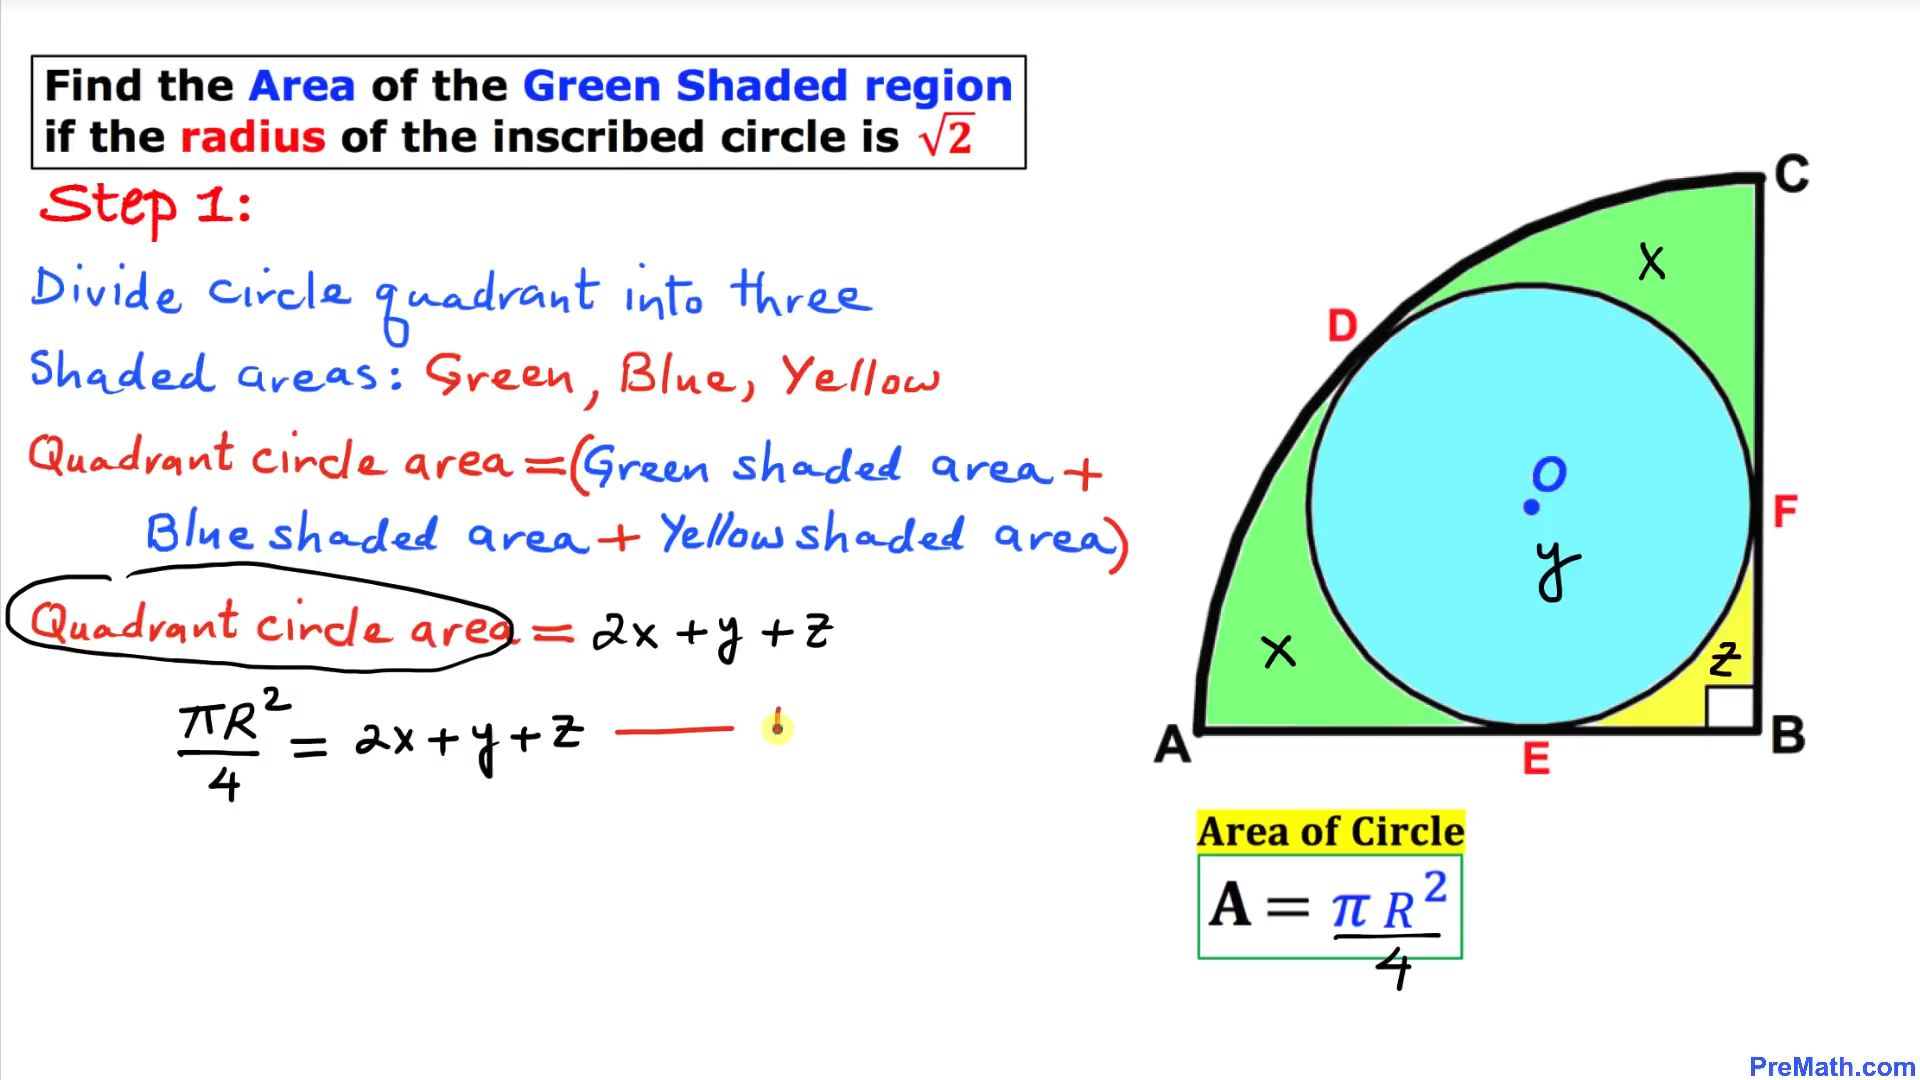 Find the Area of the Green Shaded region
if the radius of the inscribed circle is √2
Step 1:
Divide circle quadrant into three
Shaded areas: Green, Blue, Yellow
Quadrant circle area = (Green shaded area +
Blue shaded area + Yellow shaded area)
Quadrant circle area = 2x + y + z
πR²/4 = 2x + y + z
C
x
D
O
F
y
x
z
A
E
B
Area of Circle
A = π R²/4
PreMath.com